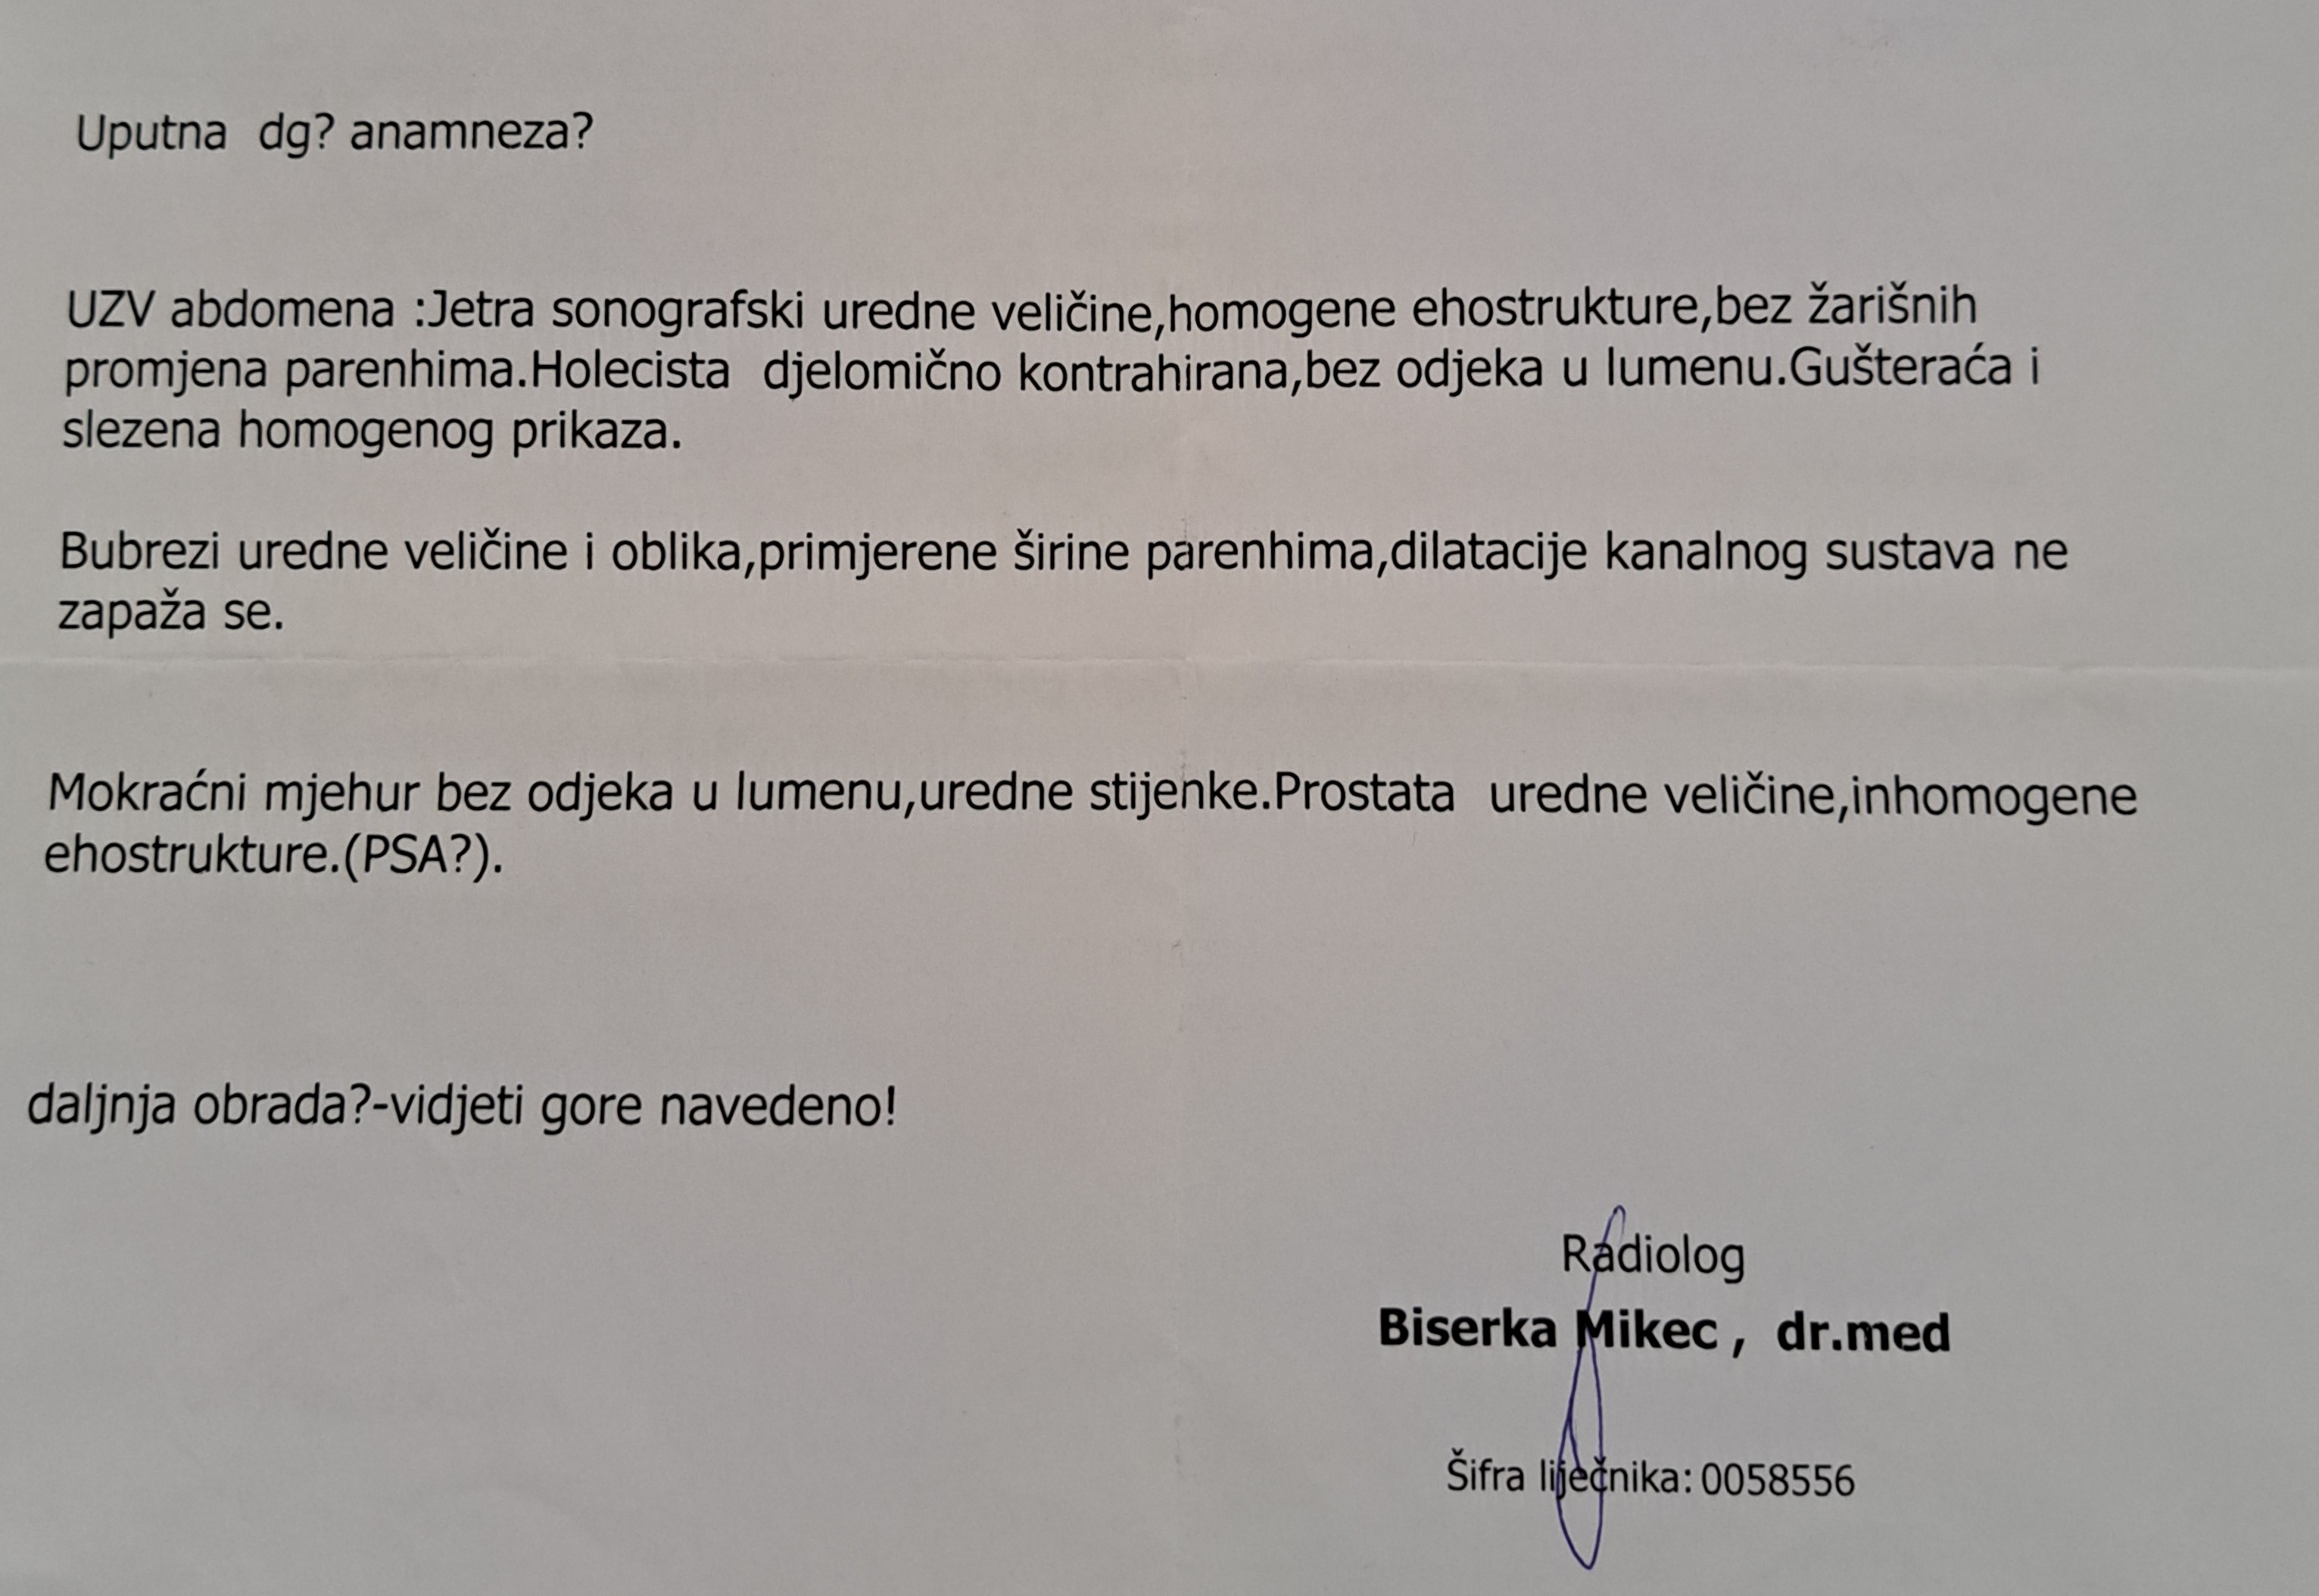 Uputna dg? anamneza?
UZV abdomena :Jetra sonografski uredne veličine,homogene ehostrukture,bez žarišnih
promjena parenhima.Holecista djelomično kontrahirana,bez odjeka u lumenu.Gušteraća i
slezena homogenog prikaza.
Bubrezi uredne veličine i oblika,primjerene širine parenhima,dilatacije kanalnog sustava ne
zapaža se.
Mokraćni mjehur bez odjeka u lumenu,uredne stijenke.Prostata uredne veličine,inhomogene
ehostrukture.(PSA?).
daljnja obrada?-vidjeti gore navedeno!
Radiolog
Biserka Mikec , dr.med
Šifra liječnika: 0058556